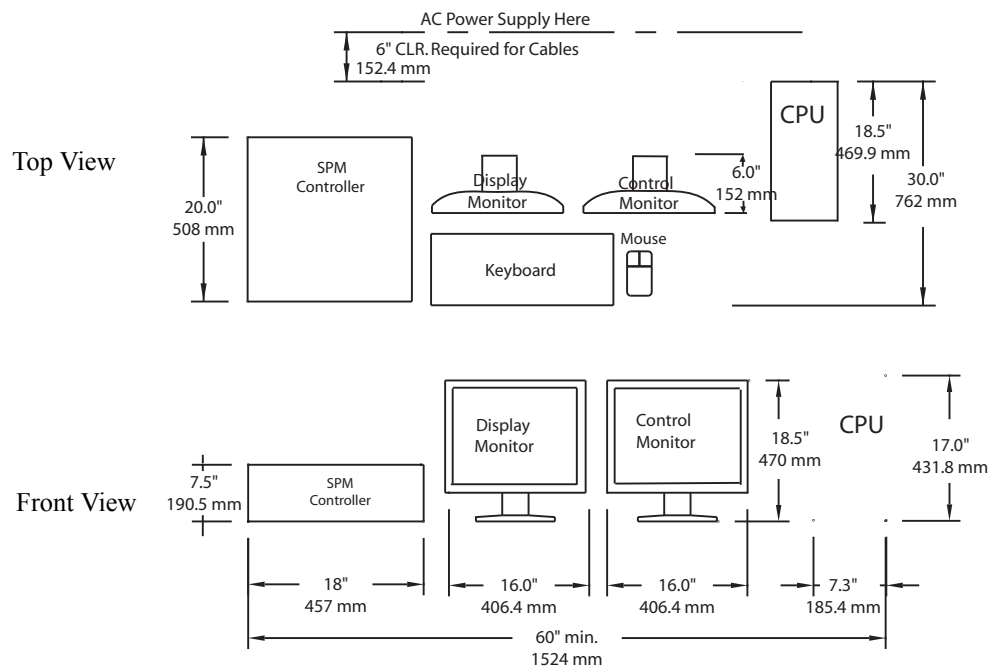 AC Power Supply Here
6" CLR. Required for Cables
152.4 mm
Top View
SPM
Controller
20.0"
508 mm
Display
Monitor
Control
Monitor
6.0"
152 mm
CPU
18.5"
469.9 mm
30.0"
762 mm
Keyboard
Mouse
Front View
7.5"
190.5 mm
SPM
Controller
Display
Monitor
Control
Monitor
18.5"
470 mm
CPU
17.0"
431.8 mm
18"
457 mm
16.0"
406.4 mm
16.0"
406.4 mm
7.3"
185.4 mm
60" min.
1524 mm